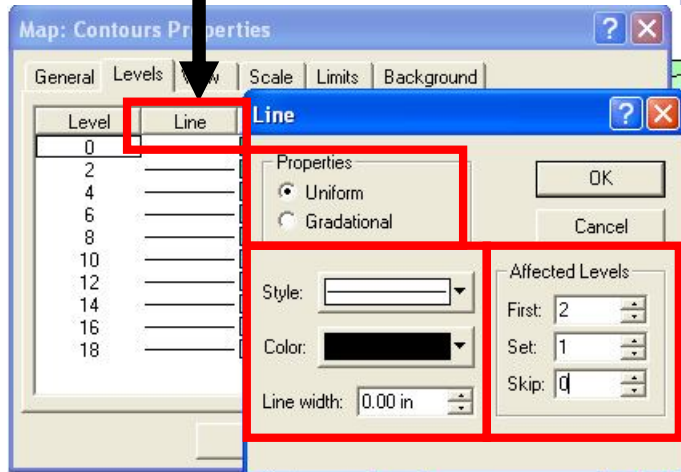 Map: Contours Properties
General Levels View Scale Limits Background
Level Line
0
2
4
6
8
10
12
14
16
18
Line
Properties
Uniform
Gradational
OK
Cancel
Style:
Color:
Line width: 0.00 in
Affected Levels
First: 2
Set: 1
Skip: 0